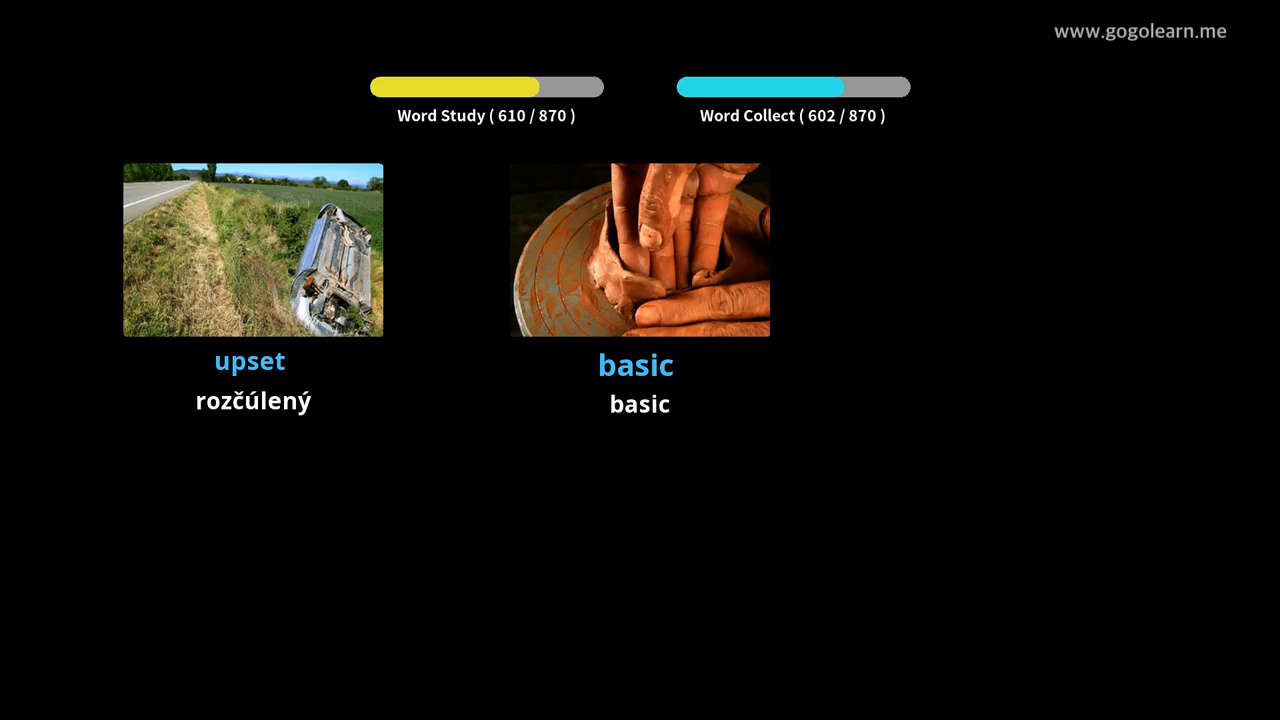 www.gogolearn.me
Word Study ( 610 / 870 )
Word Collect ( 602 / 870 )
upset
rozčúlený
basic
basic